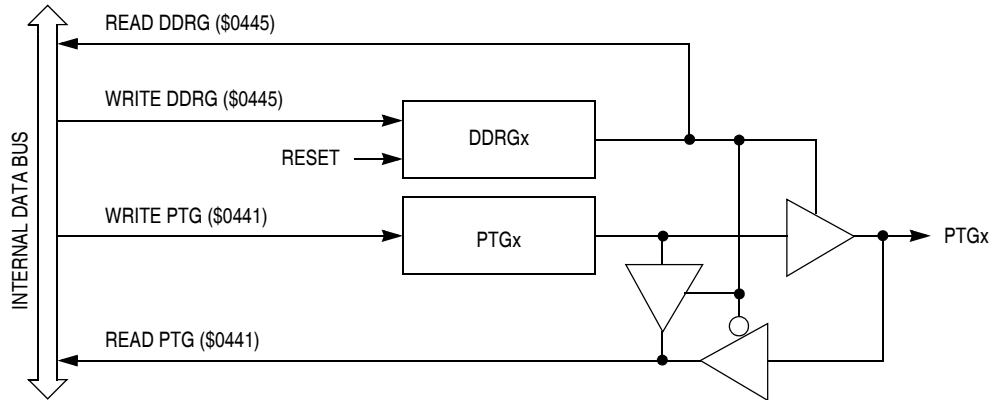 READ DDRG ($0445)
WRITE DDRG ($0445)
DDRGx
RESET
WRITE PTG ($0441)
PTGx
PTGx
READ PTG ($0441)
INTERNAL DATA BUS